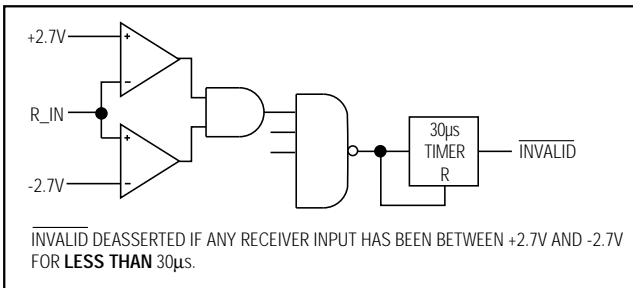 +2.7V
R_IN
-2.7V
30μs
TIMER
R
INVALID
INVALID DEASSERTED IF ANY RECEIVER INPUT HAS BEEN BETWEEN +2.7V AND -2.7V
FOR LESS THAN 30μs.